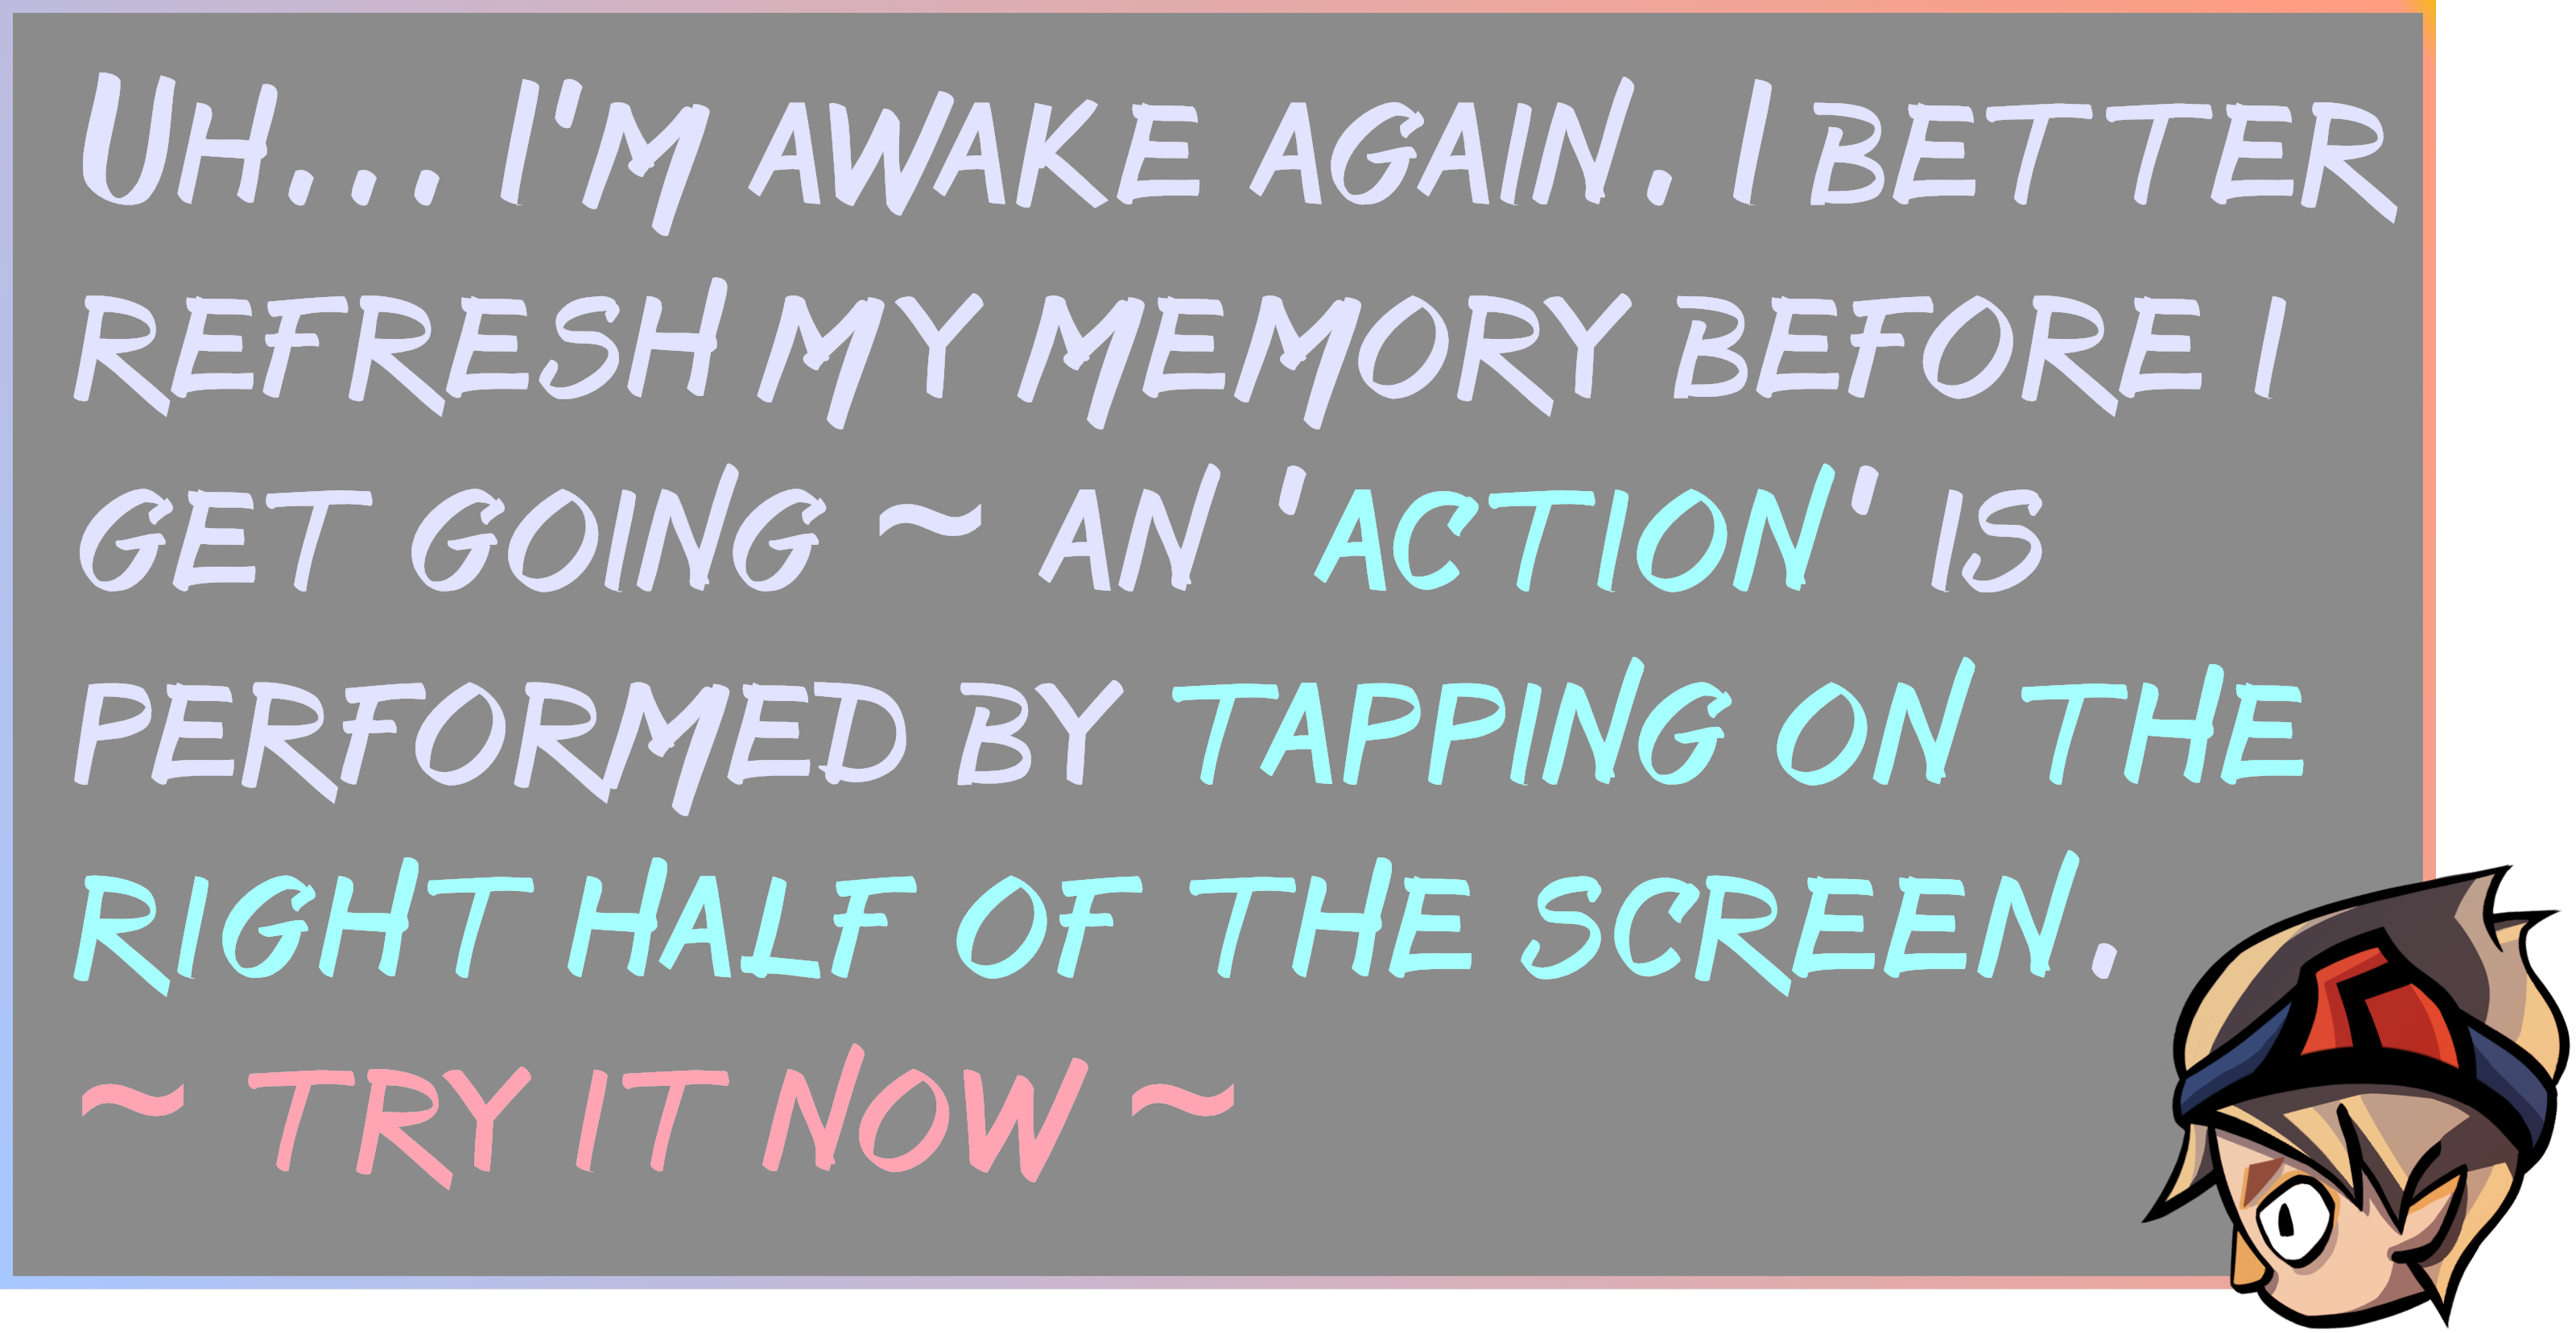 Uh... I'm awake again. I better
refresh my memory before I
get going ~ an 'action' is
performed by tapping on the
right half of the screen.
~ try it now ~